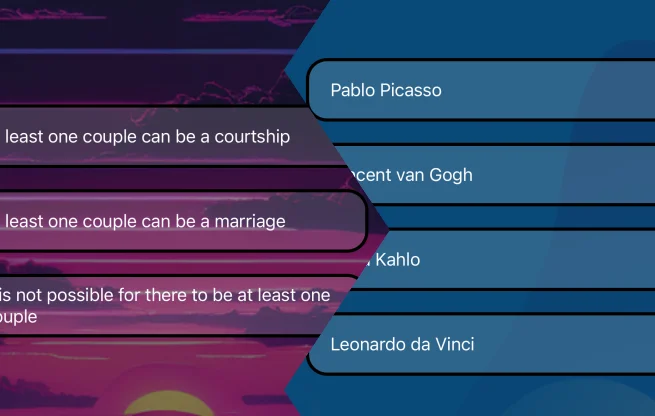 least one couple can be a courtship
least one couple can be a marriage
is not possible for there to be at least one
ouple
Pablo Picasso
cent van Gogh
Kahlo
Leonardo da Vinci